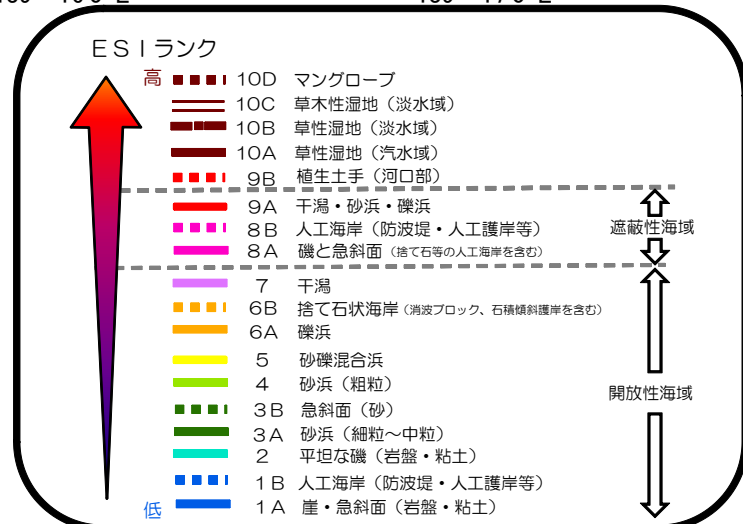 ESIランク
高 10D マングローブ
10C 草木性湿地（淡水域）
10B 草性湿地（淡水域）
10A 草性湿地（汽水域）
9B 植生土手（河口部）
9A 干潟・砂浜・礫浜
8B 人工海岸（防波堤・人工護岸等）
遮蔽性海域
8A 磯と急斜面（捨て石等の人工海岸を含む）
7 干潟
6B 捨て石状海岸（消波ブロック、石積傾斜護岸を含む）
6A 礫浜
5 砂礫混合浜
4 砂浜（粗粒）
開放性海域
3B 急斜面（砂）
3A 砂浜（細粒～中粒）
2 平坦な磯（岩盤・粘土）
1B 人工海岸（防波堤・人工護岸等）
低 1A 崖・急斜面（岩盤・粘土）